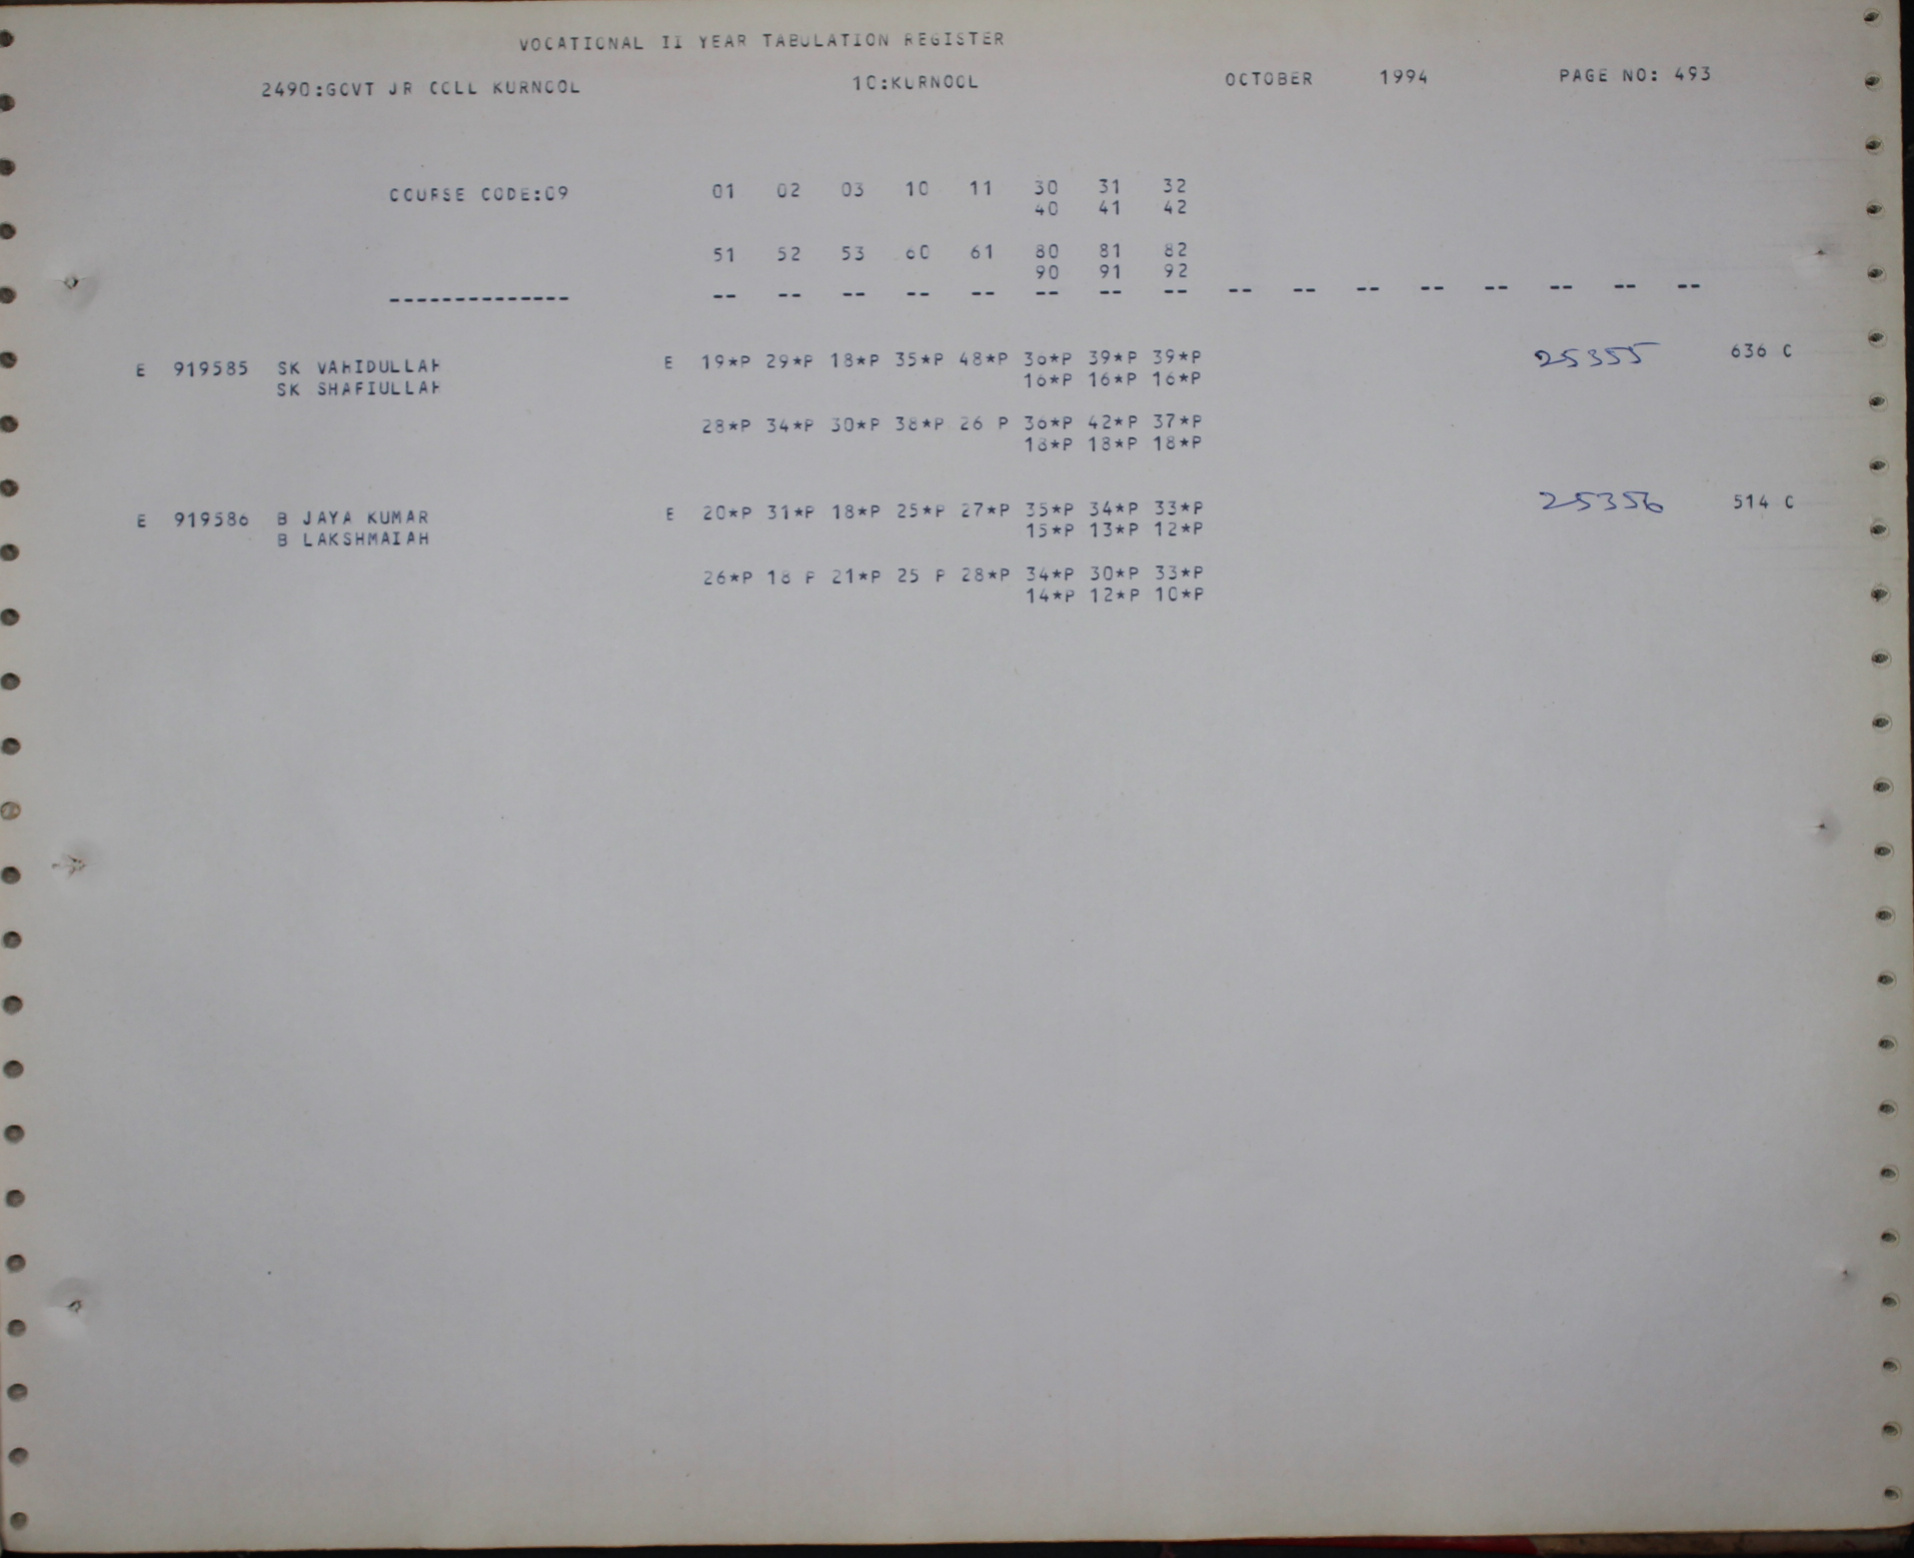 VOCATIONAL II YEAR TABULATION REGISTER
2490:GOVT JR COLL KURNOOL 10:KURNOOL OCTOBER 1994 PAGE NO: 493
COURSE CODE:09 01 02 03 10 11 30 31 32
40 41 42
51 52 53 60 61 80 81 82
90 91 92
-------------- -- -- -- -- -- -- -- -- -- -- -- -- -- -- -- --
E 919585 SK VAHIDULLAH E 19*P 29*P 18*P 35*P 48*P 36*P 39*P 39*P 25355 636 C
SK SHAFIULLAH 16*P 16*P 16*P
28*P 34*P 30*P 38*P 26 P 36*P 42*P 37*P
18*P 18*P 18*P
E 919586 B JAYA KUMAR E 20*P 31*P 18*P 25*P 27*P 35*P 34*P 33*P 25356 514 C
B LAKSHMAIAH 15*P 13*P 12*P
26*P 18 P 21*P 25 P 28*P 34*P 30*P 33*P
14*P 12*P 10*P